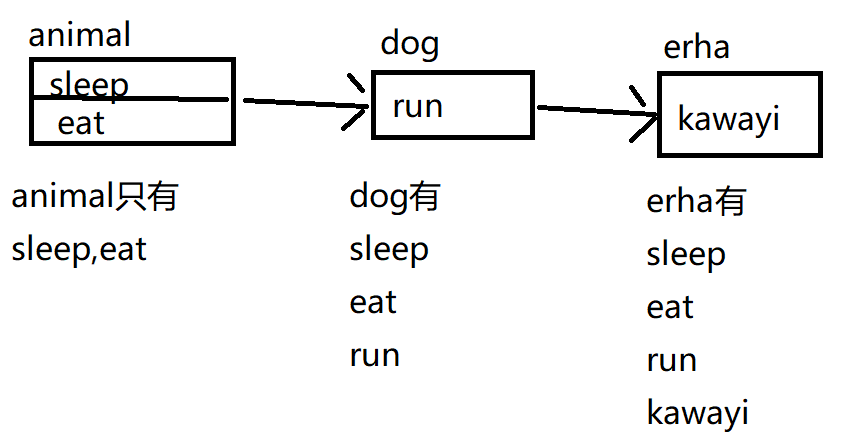 animal
sleep
eat
animal只有
sleep,eat
dog
run
dog有
sleep
eat
run
erha
kawayi
erha有
sleep
eat
run
kawayi